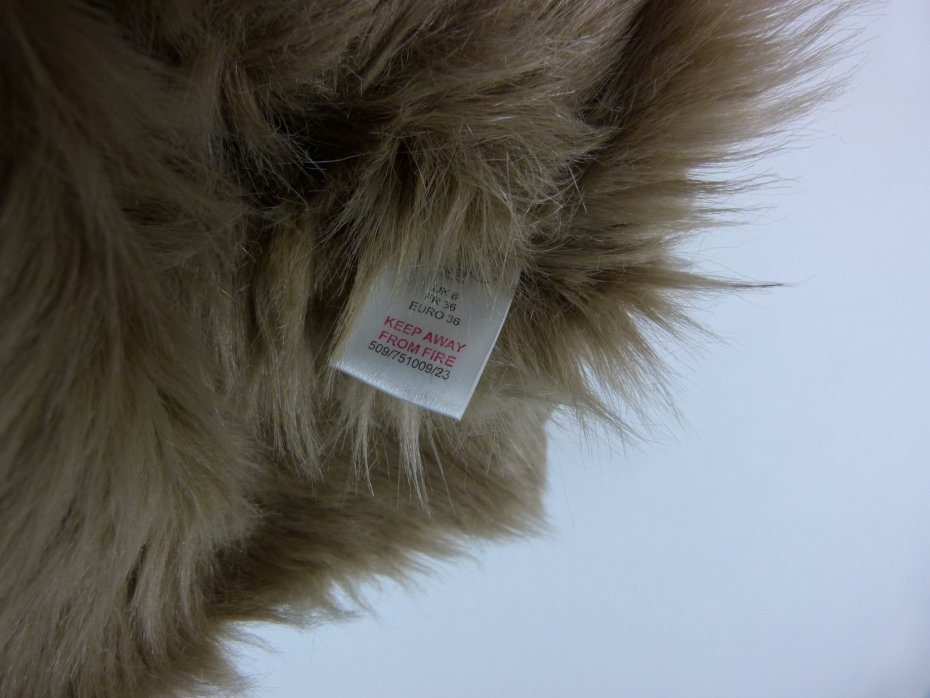 UK 8
FR 36
EURO 36
KEEP AWAY
FROM FIRE
509/751009/23